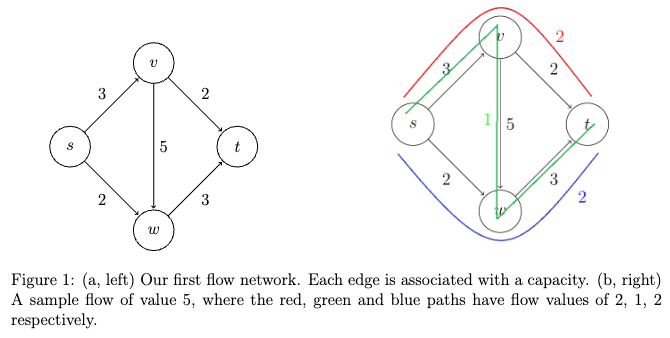 v
3
2
s
5
t
2
3
w
v
2
3
2
s
1
5
t
2
3
2
w
Figure 1: (a, left) Our first flow network. Each edge is associated with a capacity. (b, right)
A sample flow of value 5, where the red, green and blue paths have flow values of 2, 1, 2
respectively.